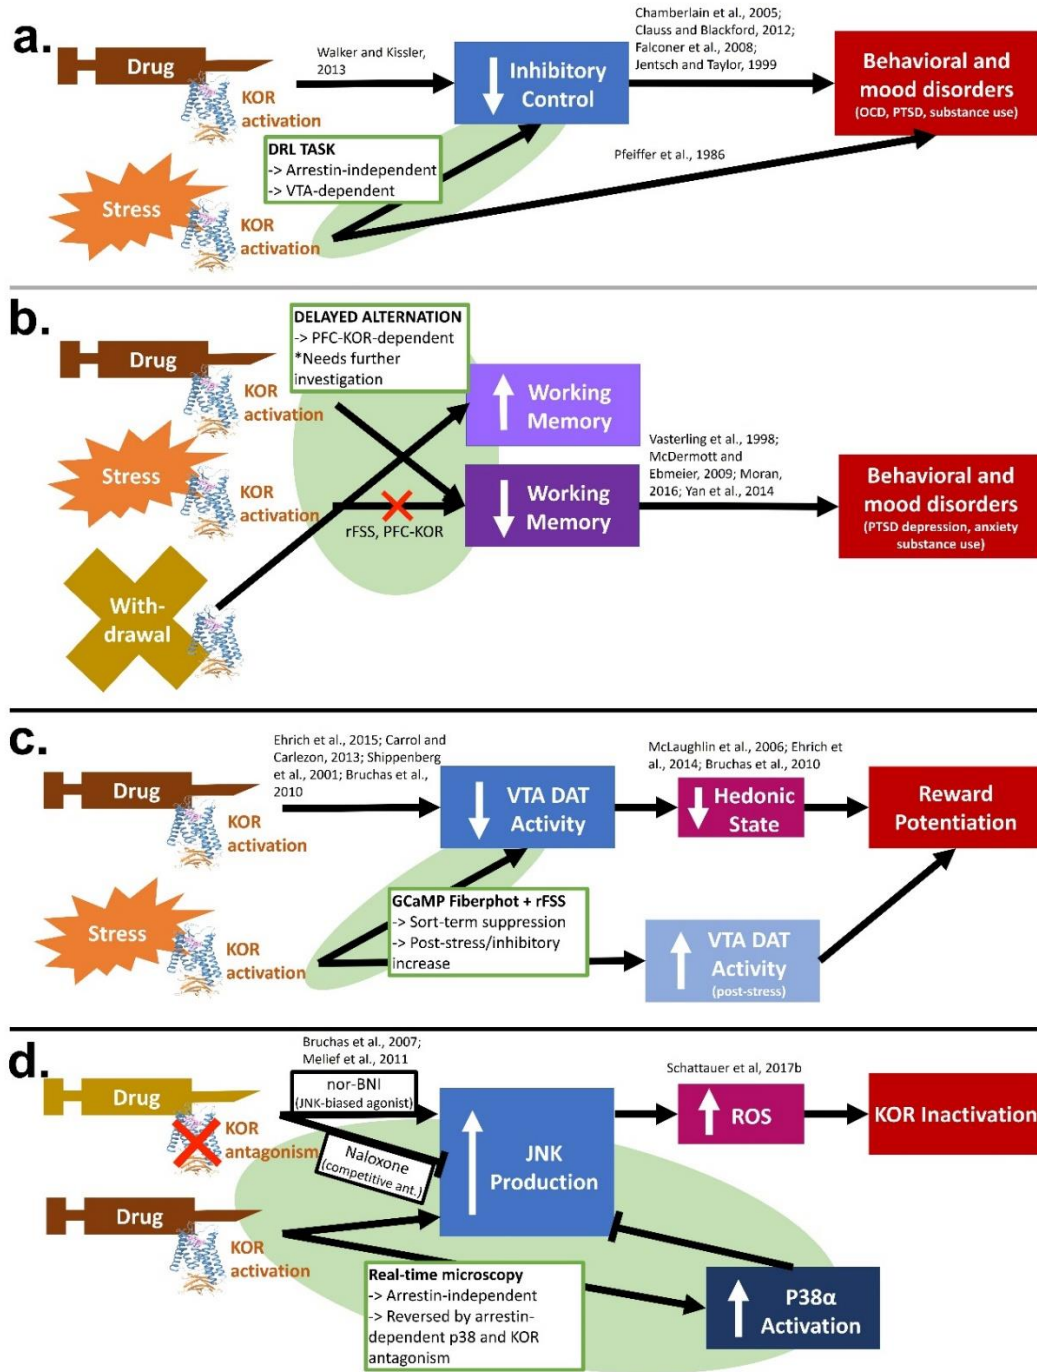 a.
Drug
KOR
activation
Walker and Kissler,
2013
Inhibitory
Control
Chamberlain et al., 2005;
Clauss and Blackford, 2012;
Falconer et al., 2008;
Jentsch and Taylor, 1999
Behavioral and
mood disorders
(OCD, PTSD, substance use)
DRL TASK
-> Arrestin-independent
-> VTA-dependent
Pfeiffer et al., 1986
Stress
KOR
activation
b.
Drug
KOR
activation
DELAYED ALTERNATION
-> PFC-KOR-dependent
*Needs further
investigation
Working
Memory
Stress
KOR
activation
rFSS, PFC-KOR
Working
Memory
Vasterling et al., 1998;
McDermott and
Ebmeier, 2009; Moran,
2016; Yan et al., 2014
Behavioral and
mood disorders
(PTSD depression, anxiety
substance use)
With-
drawal
c.
Drug
KOR
activation
Ehrich et al., 2015; Carrol and
Carlezon, 2013; Shippenberg
et al., 2001; Bruchas et al.,
2010
VTA DAT
Activity
McLaughlin et al., 2006; Ehrich
et al., 2014; Bruchas et al., 2010
Hedonic
State
Reward
Potentiation
Stress
KOR
activation
GCaMP Fiberphot + rFSS
-> Sort-term suppression
-> Post-stress/inhibitory
increase
VTA DAT
Activity
(post-stress)
d.
Drug
KOR
antagonism
Bruchas et al., 2007;
Melief et al., 2011
nor-BNI
(JNK-biased agonist)
Naloxone
(competitive ant.)
JNK
Production
Schattauer et al, 2017b
ROS
KOR Inactivation
Drug
KOR
activation
Real-time microscopy
-> Arrestin-independent
-> Reversed by arrestin-
dependent p38 and KOR
antagonism
P38α
Activation